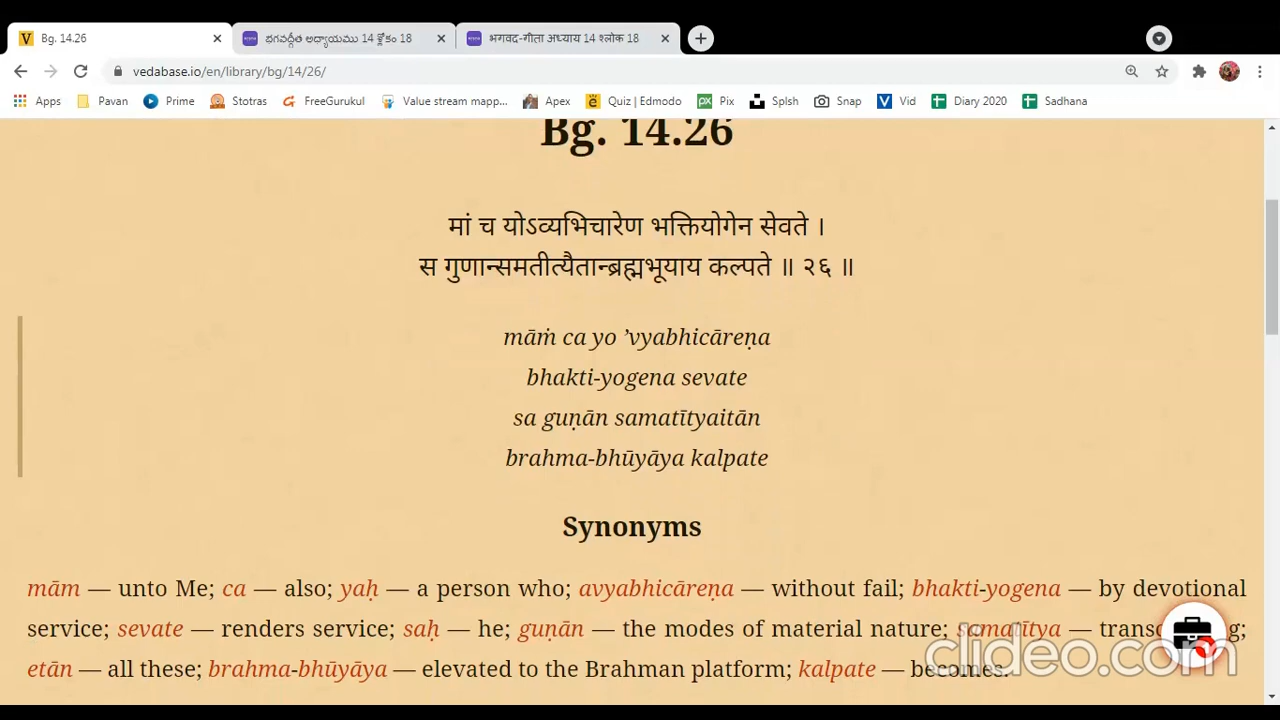 Bg. 14.26
భగవద్గీత అధ్యాయము 14 శ్లోకం 18
भगवद-गीता अध्याय 14 श्लोक 18
vedabase.io/en/library/bg/14/26/
Apps Pavan Prime Stotras FreeGurukul Value stream mapp... Apex Quiz | Edmodo Pix Splsh Snap Vid Diary 2020 Sadhana
Bg. 14.26
मां च योऽव्यभिचारेण भक्तियोगेन सेवते ।
स गुणान्समतीत्यैतान्ब्रह्मभूयाय कल्पते ॥ २६ ॥
māṁ ca yo ’vyabhicāreṇa
bhakti-yogena sevate
sa guṇān samatītyaitān
brahma-bhūyāya kalpate
Synonyms
mām — unto Me; ca — also; yaḥ — a person who; avyabhicāreṇa — without fail; bhakti-yogena — by devotional
service; sevate — renders service; saḥ — he; guṇān — the modes of material nature; samatītya —
etān — all these; brahma-bhūyāya — elevated to the Brahman platform; kalpate — becomes.
clideo.com